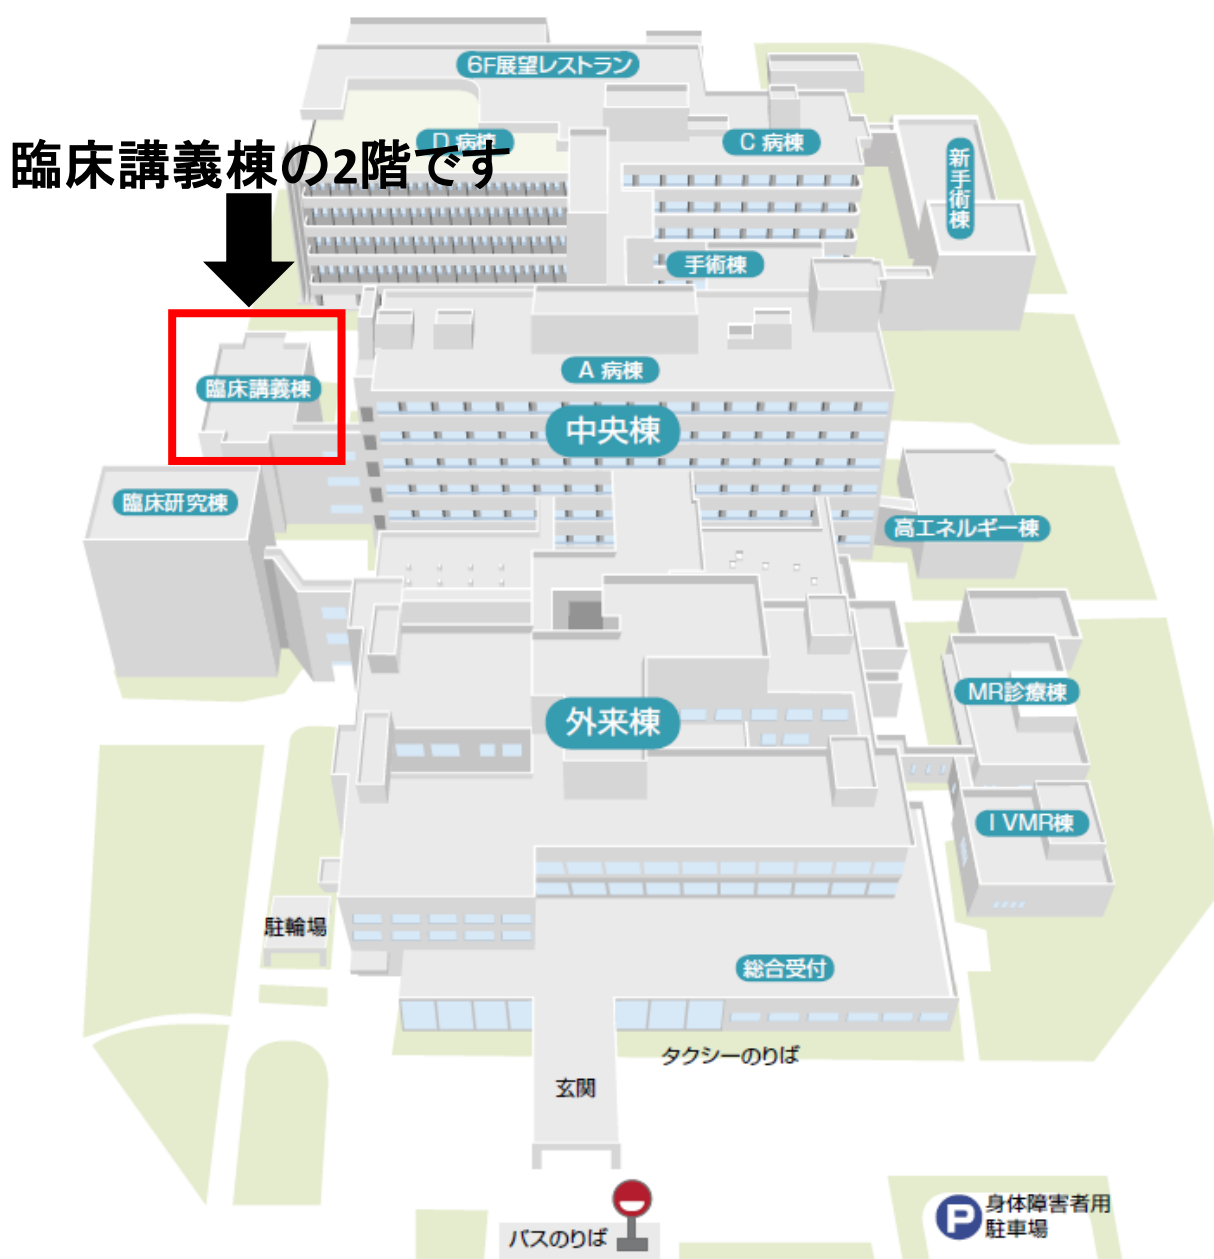 6F展望レストラン
D 病棟
C 病棟
臨床講義棟の2階です
新手術棟
手術棟
A 病棟
臨床講義棟
中央棟
臨床研究棟
高エネルギー棟
MR診療棟
外来棟
I VMR棟
駐輪場
総合受付
タクシーのりば
玄関
P
身体障害者用
駐車場
バスのりば